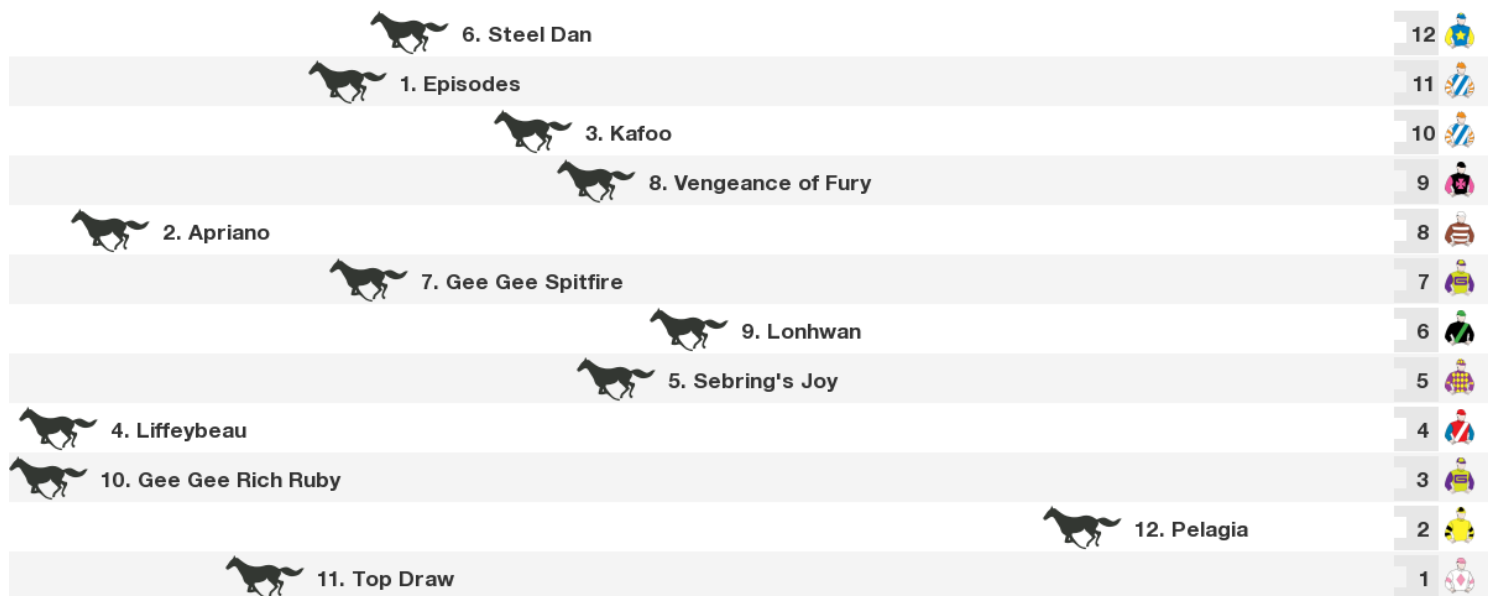 6. Steel Dan 12
1. Episodes 11
3. Kafoo 10
8. Vengeance of Fury 9
2. Apriano 8
7. Gee Gee Spitfire 7
9. Lonhwan 6
5. Sebring's Joy 5
4. Liffeybeau 4
10. Gee Gee Rich Ruby 3
12. Pelagia 2
11. Top Draw 1